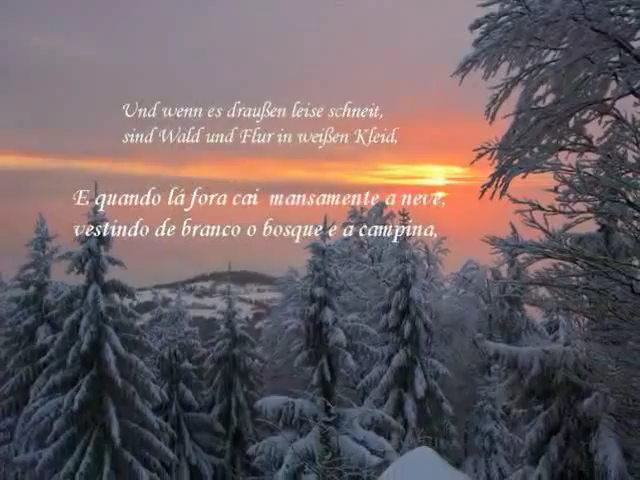 Und wenn es draußen leise schneit,
sind Wald und Flur in weißen Kleid,
E quando lá fora cai mansamente a neve,
vestindo de branco o bosque e a campina,